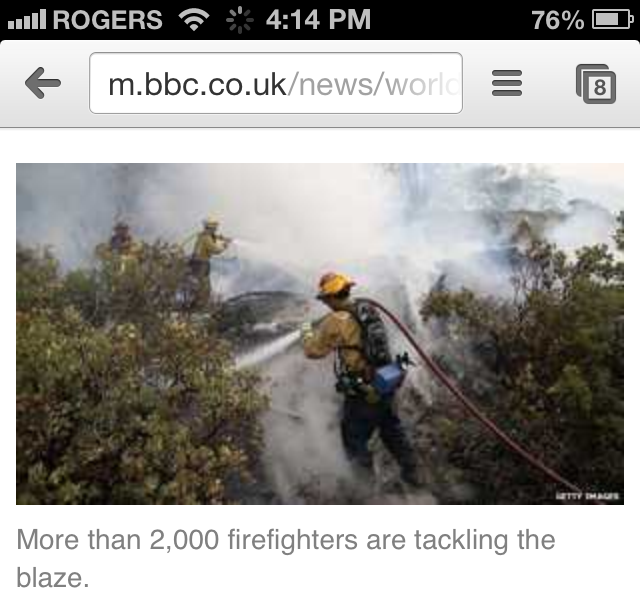 ROGERS 4:14 PM 76%
m.bbc.co.uk/news/world
8
GETTY IMAGES
More than 2,000 firefighters are tackling the
blaze.